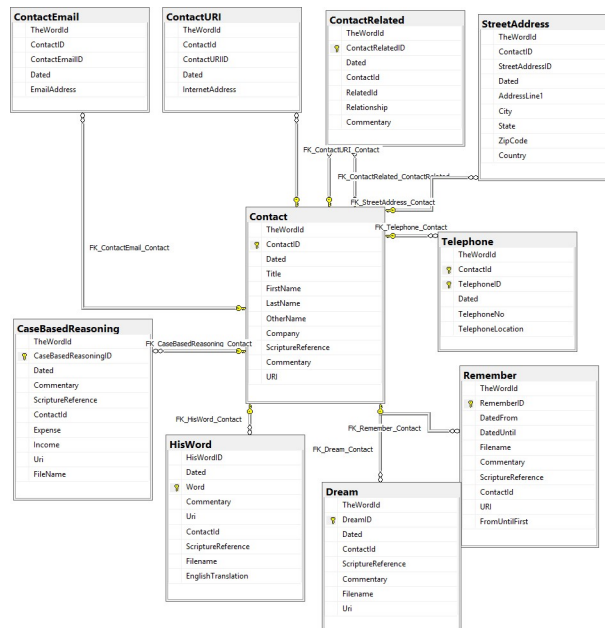 ContactEmail
TheWordId
ContactID
ContactEmailID
Dated
EmailAddress
ContactURI
TheWordId
ContactId
ContactURIID
Dated
InternetAddress
ContactRelated
TheWordId
ContactRelatedID
Dated
ContactId
RelatedId
Relationship
Commentary
StreetAddress
TheWordId
ContactID
StreetAddressID
Dated
AddressLine1
City
State
ZipCode
Country
FK_ContactURI_Contact
FK_ContactRelated_ContactRelated
FK_StreetAddress_Contact
FK_Telephone_Contact
FK_ContactEmail_Contact
Contact
TheWordId
ContactID
Dated
Title
FirstName
LastName
OtherName
Company
ScriptureReference
Commentary
URI
Telephone
TheWordId
ContactId
TelephoneID
Dated
TelephoneNo
TelephoneLocation
CaseBasedReasoning
TheWordId
CaseBasedReasoningID
Dated
Commentary
ScriptureReference
ContactId
Expense
Income
Uri
FileName
FK_CaseBasedReasoning_Contact
FK_HisWord_Contact
FK_Remember_Contact
FK_Dream_Contact
Remember
TheWordId
RememberID
DatedFrom
DatedUntil
Filename
Commentary
ScriptureReference
ContactId
URI
FromUntilFirst
HisWord
HisWordID
Dated
Word
Commentary
Uri
ContactId
ScriptureReference
Filename
EnglishTranslation
Dream
TheWordId
DreamID
Dated
ContactId
ScriptureReference
Commentary
Filename
Uri